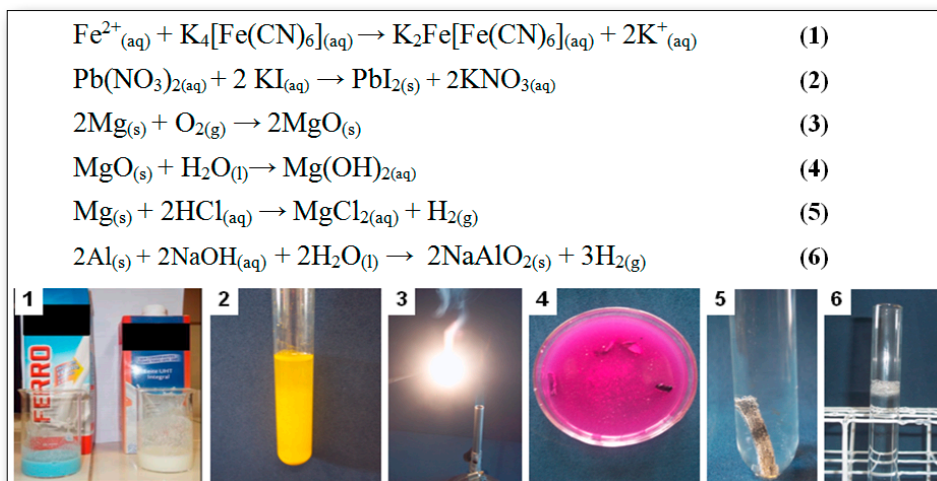 Fe²⁺(aq) + K₄[Fe(CN)₆](aq) → K₂Fe[Fe(CN)₆](aq) + 2K⁺(aq) (1)
Pb(NO₃)₂(aq) + 2 KI(aq) → PbI₂(s) + 2KNO₃(aq) (2)
2Mg(s) + O₂(g) → 2MgO(s) (3)
MgO(s) + H₂O(l) → Mg(OH)₂(aq) (4)
Mg(s) + 2HCl(aq) → MgCl₂(aq) + H₂(g) (5)
2Al(s) + 2NaOH(aq) + 2H₂O(l) → 2NaAlO₂(s) + 3H₂(g) (6)
1 2 3 4 5 6
FERRO
Integral